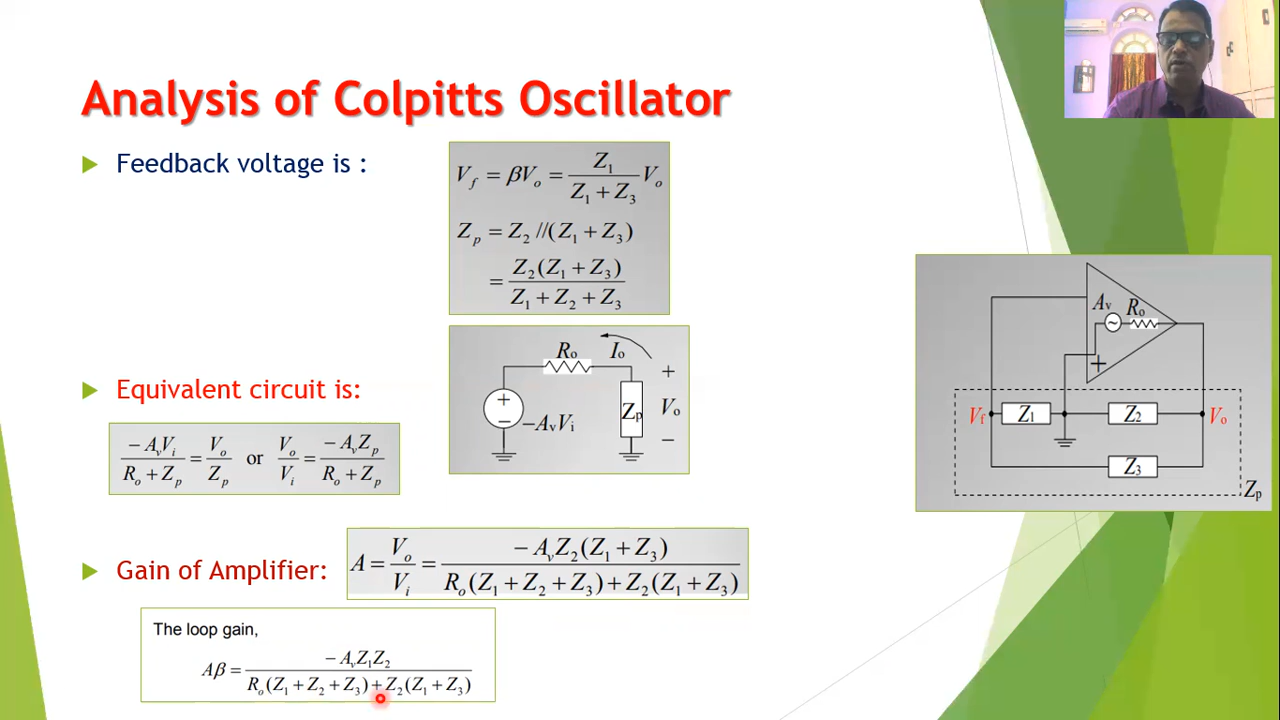 Analysis of Colpitts Oscillator
Feedback voltage is :
V_f = βV_o = Z_1 / (Z_1 + Z_3) V_o
Z_p = Z_2 //(Z_1 + Z_3)
= Z_2(Z_1 + Z_3) / (Z_1 + Z_2 + Z_3)
Equivalent circuit is:
R_o I_o
+ − −A_vV_i Z_p + V_o −
−A_vV_i / (R_o + Z_p) = V_o / Z_p or V_o / V_i = −A_vZ_p / (R_o + Z_p)
Gain of Amplifier:
A = V_o / V_i = −A_vZ_2(Z_1 + Z_3) / (R_o(Z_1 + Z_2 + Z_3) + Z_2(Z_1 + Z_3))
The loop gain,
Aβ = −A_vZ_1Z_2 / (R_o(Z_1 + Z_2 + Z_3) + Z_2(Z_1 + Z_3))
A_v R_o
~
+
V_f Z_1 Z_2 V_o
Z_3
Z_p